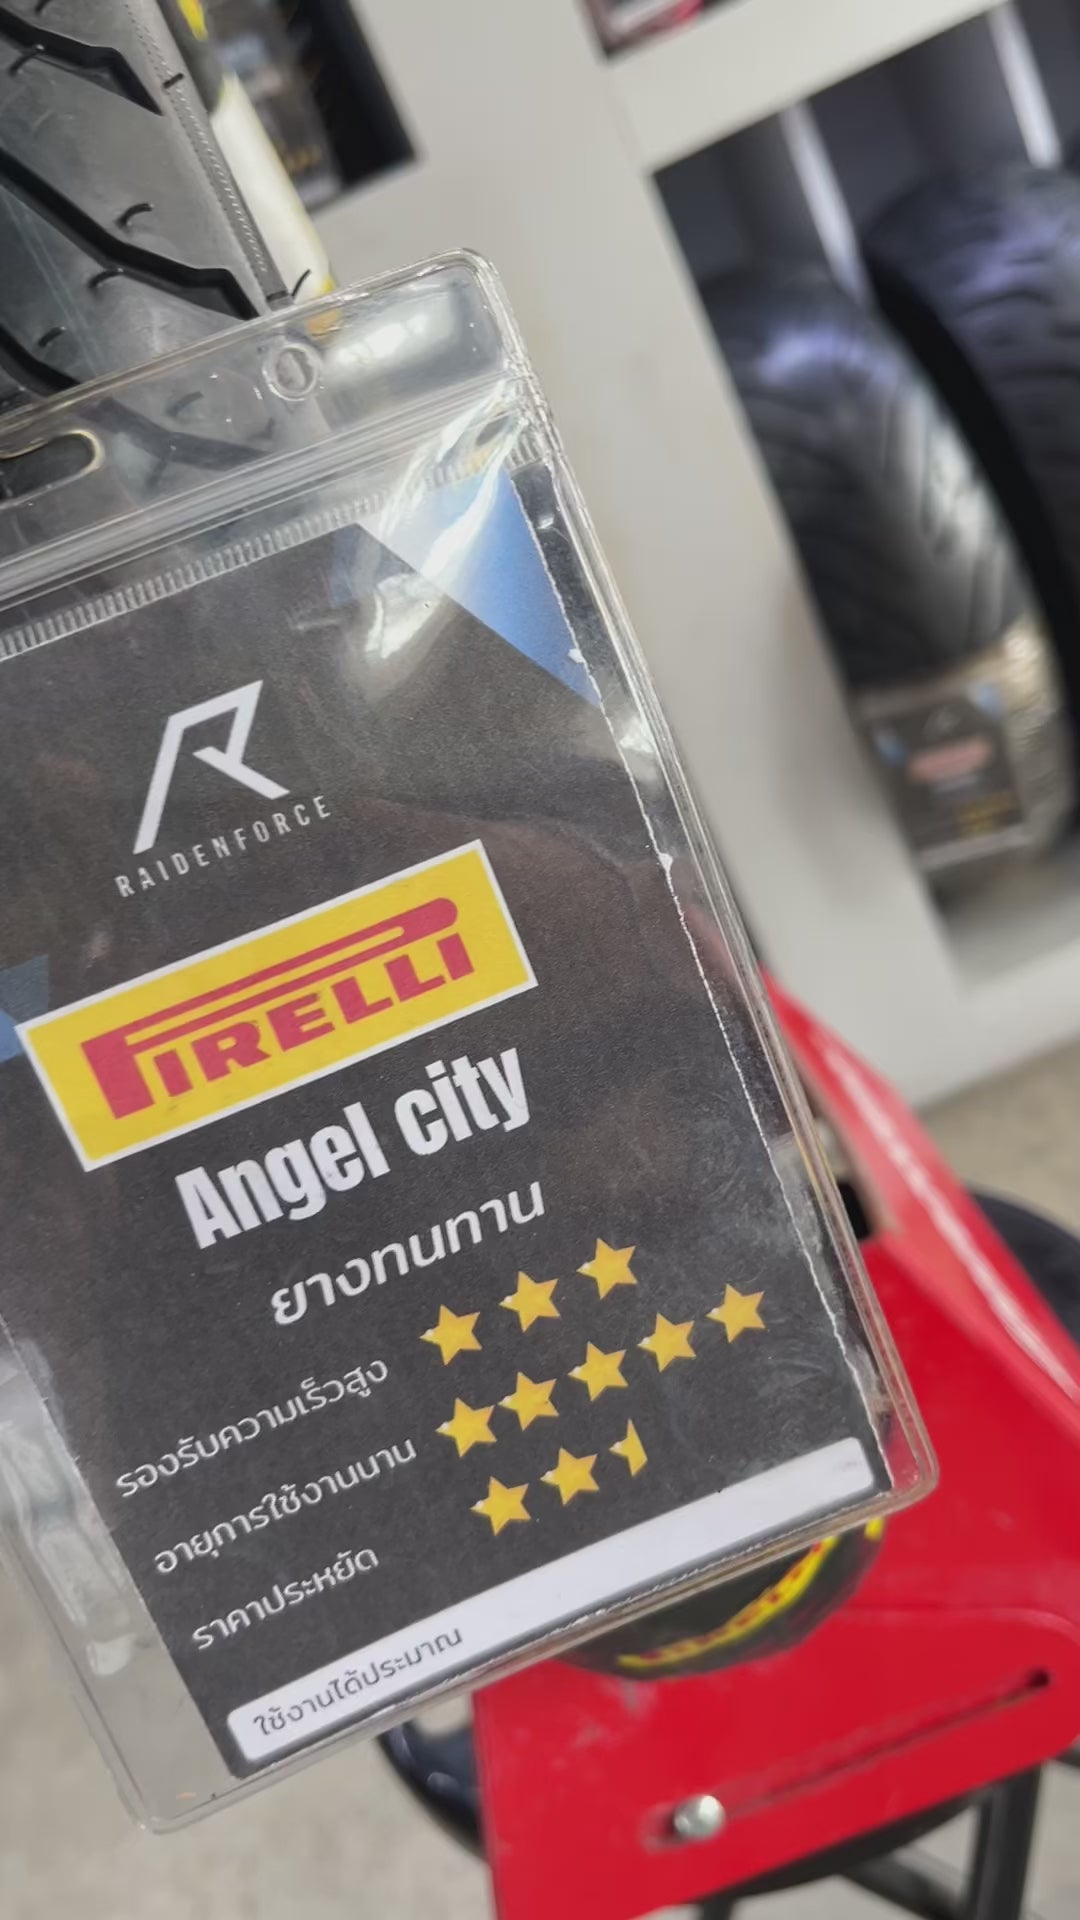 RAIDENFORCE
PIRELLI
Angel city
ยางทนทาน
รองรับความเร็วสูง
อายุการใช้งานนาน
ราคาประหยัด
ใช้งานได้ประมาณ